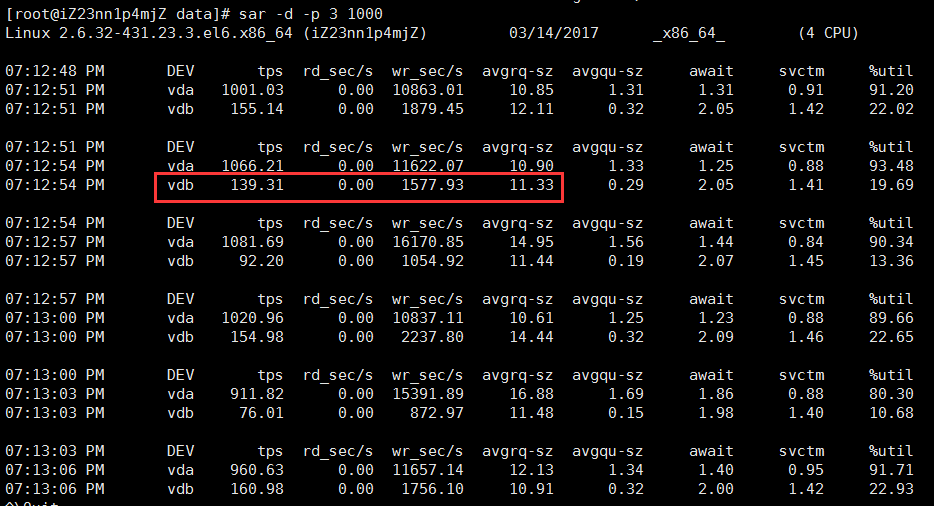 [root@iZ23nn1p4mjZ data]# sar -d -p 3 1000
Linux 2.6.32-431.23.3.el6.x86_64 (iZ23nn1p4mjZ) 03/14/2017 _x86_64_ (4 CPU)
07:12:48 PM DEV tps rd_sec/s wr_sec/s avgrq-sz avgqu-sz await svctm %util
07:12:51 PM vda 1001.03 0.00 10863.01 10.85 1.31 1.31 0.91 91.20
07:12:51 PM vdb 155.14 0.00 1879.45 12.11 0.32 2.05 1.42 22.02
07:12:51 PM DEV tps rd_sec/s wr_sec/s avgrq-sz avgqu-sz await svctm %util
07:12:54 PM vda 1066.21 0.00 11622.07 10.90 1.33 1.25 0.88 93.48
07:12:54 PM vdb 139.31 0.00 1577.93 11.33 0.29 2.05 1.41 19.69
07:12:54 PM DEV tps rd_sec/s wr_sec/s avgrq-sz avgqu-sz await svctm %util
07:12:57 PM vda 1081.69 0.00 16170.85 14.95 1.56 1.44 0.84 90.34
07:12:57 PM vdb 92.20 0.00 1054.92 11.44 0.19 2.07 1.45 13.36
07:12:57 PM DEV tps rd_sec/s wr_sec/s avgrq-sz avgqu-sz await svctm %util
07:13:00 PM vda 1020.96 0.00 10837.11 10.61 1.25 1.23 0.88 89.66
07:13:00 PM vdb 154.98 0.00 2237.80 14.44 0.32 2.09 1.46 22.65
07:13:00 PM DEV tps rd_sec/s wr_sec/s avgrq-sz avgqu-sz await svctm %util
07:13:03 PM vda 911.82 0.00 15391.89 16.88 1.69 1.86 0.88 80.30
07:13:03 PM vdb 76.01 0.00 872.97 11.48 0.15 1.98 1.40 10.68
07:13:03 PM DEV tps rd_sec/s wr_sec/s avgrq-sz avgqu-sz await svctm %util
07:13:06 PM vda 960.63 0.00 11657.14 12.13 1.34 1.40 0.95 91.71
07:13:06 PM vdb 160.98 0.00 1756.10 10.91 0.32 2.00 1.42 22.93